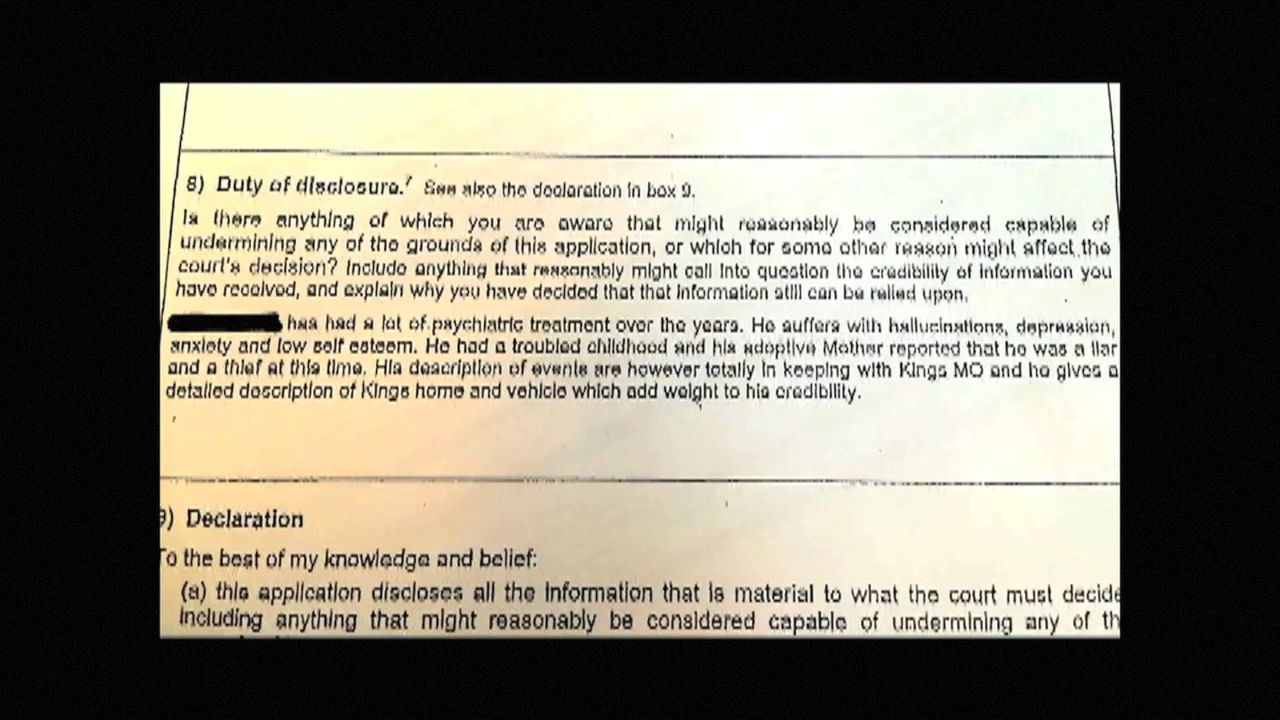 8) Duty of disclosure.7 See also the declaration in box 9.
Is there anything of which you are aware that might reasonably be considered capable of
undermining any of the grounds of this application, or which for some other reason might affect the
court's decision? Include anything that reasonably might call into question the credibility of information you
have received, and explain why you have decided that that information still can be relied upon.
has had a lot of psychiatric treatment over the years. He suffers with hallucinations, depression,
anxiety and low self esteem. He had a troubled childhood and his adoptive Mother reported that he was a liar
and a thief at this time. His description of events are however totally in keeping with Kings MO and he gives a
detailed description of Kings home and vehicle which add weight to his credibility.
9) Declaration
To the best of my knowledge and belief:
(a) this application discloses all the information that is material to what the court must decide
including anything that might reasonably be considered capable of undermining any of th